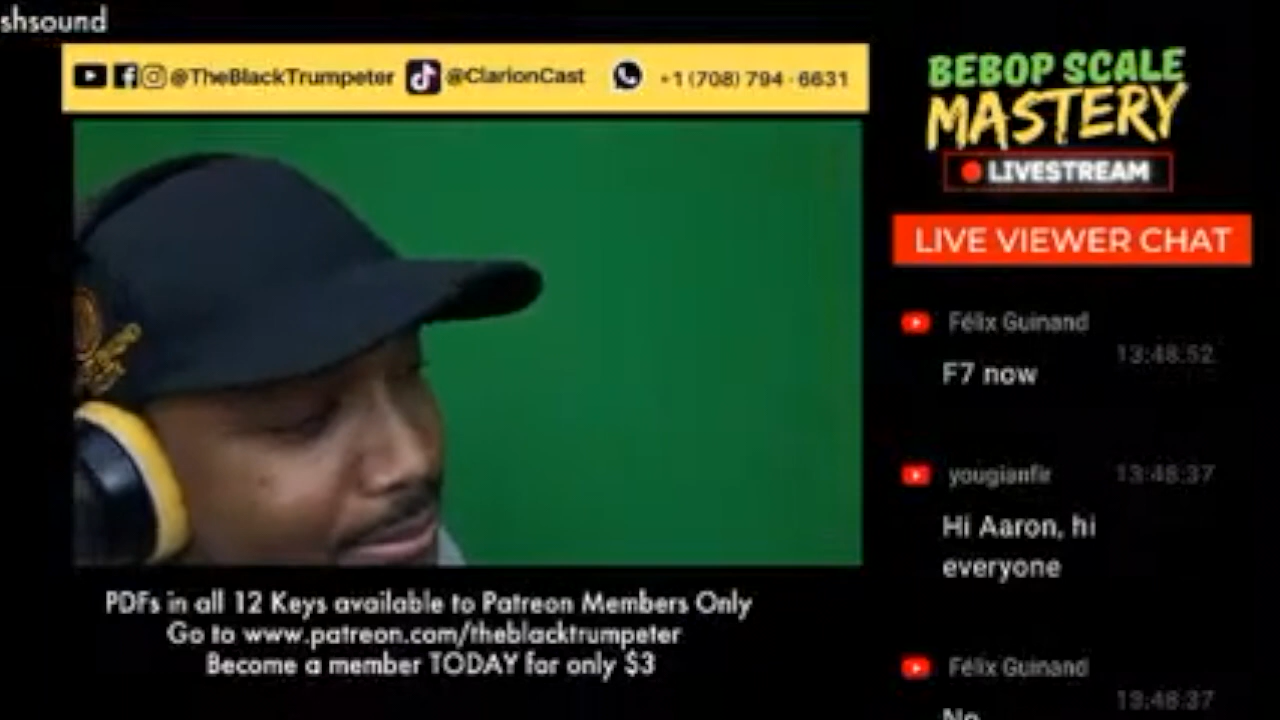 shsound
@TheBlackTrumpeter @ClarionCast +1 (708) 794-6631
BEBOP SCALE
MASTERY
LIVESTREAM
LIVE VIEWER CHAT
Félix Guinand
13:48:52
F7 now
yougianfir 13:48:37
Hi Aaron, hi
everyone
Félix Guinand
13:48:37
No
PDFs in all 12 Keys available to Patreon Members Only
Go to www.patreon.com/theblacktrumpeter
Become a member TODAY for only $3